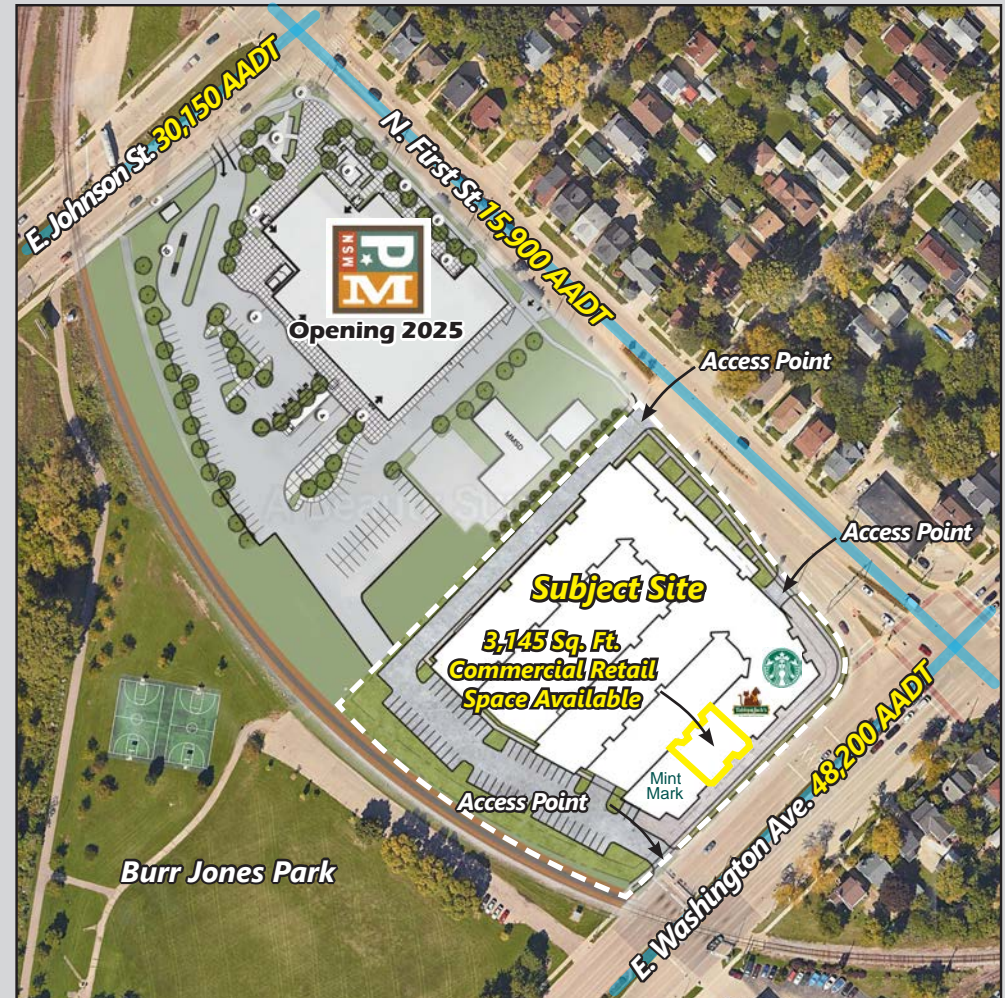 E. Johnson St. 30,150 AADT
N. First St. 15,900 AADT
MSN
PM
Opening 2025
Access Point
MMSD
Access Point
Subject Site
3,145 Sq. Ft.
Commercial Retail
Space Available
Mint
Mark
Access Point
E. Washington Ave. 48,200 AADT
Burr Jones Park